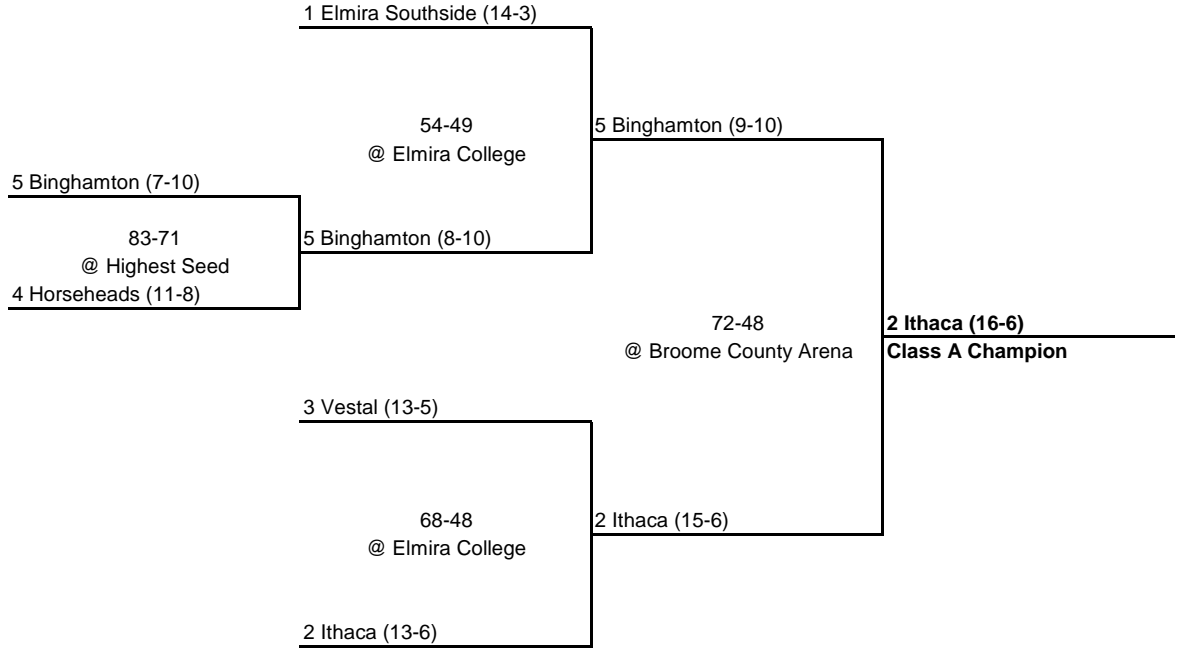 1 Elmira Southside (14-3)
54-49
@ Elmira College
5 Binghamton (9-10)
5 Binghamton (7-10)
83-71
@ Highest Seed
5 Binghamton (8-10)
4 Horseheads (11-8)
72-48
@ Broome County Arena
2 Ithaca (16-6)
Class A Champion
3 Vestal (13-5)
68-48
@ Elmira College
2 Ithaca (15-6)
2 Ithaca (13-6)